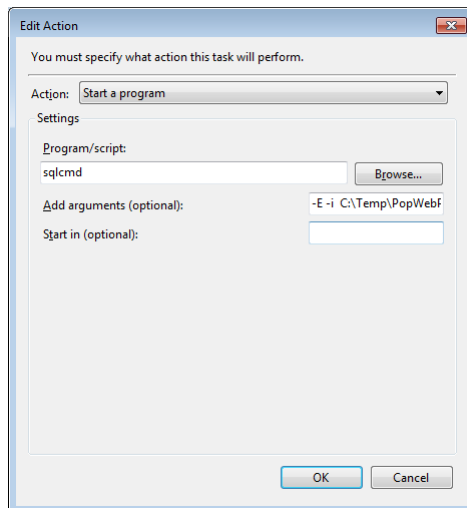 Edit Action
You must specify what action this task will perform.
Action: Start a program
Settings
Program/script:
sqlcmd
Browse...
Add arguments (optional): -E -i C:\Temp\PopWebF
Start in (optional):
OK Cancel